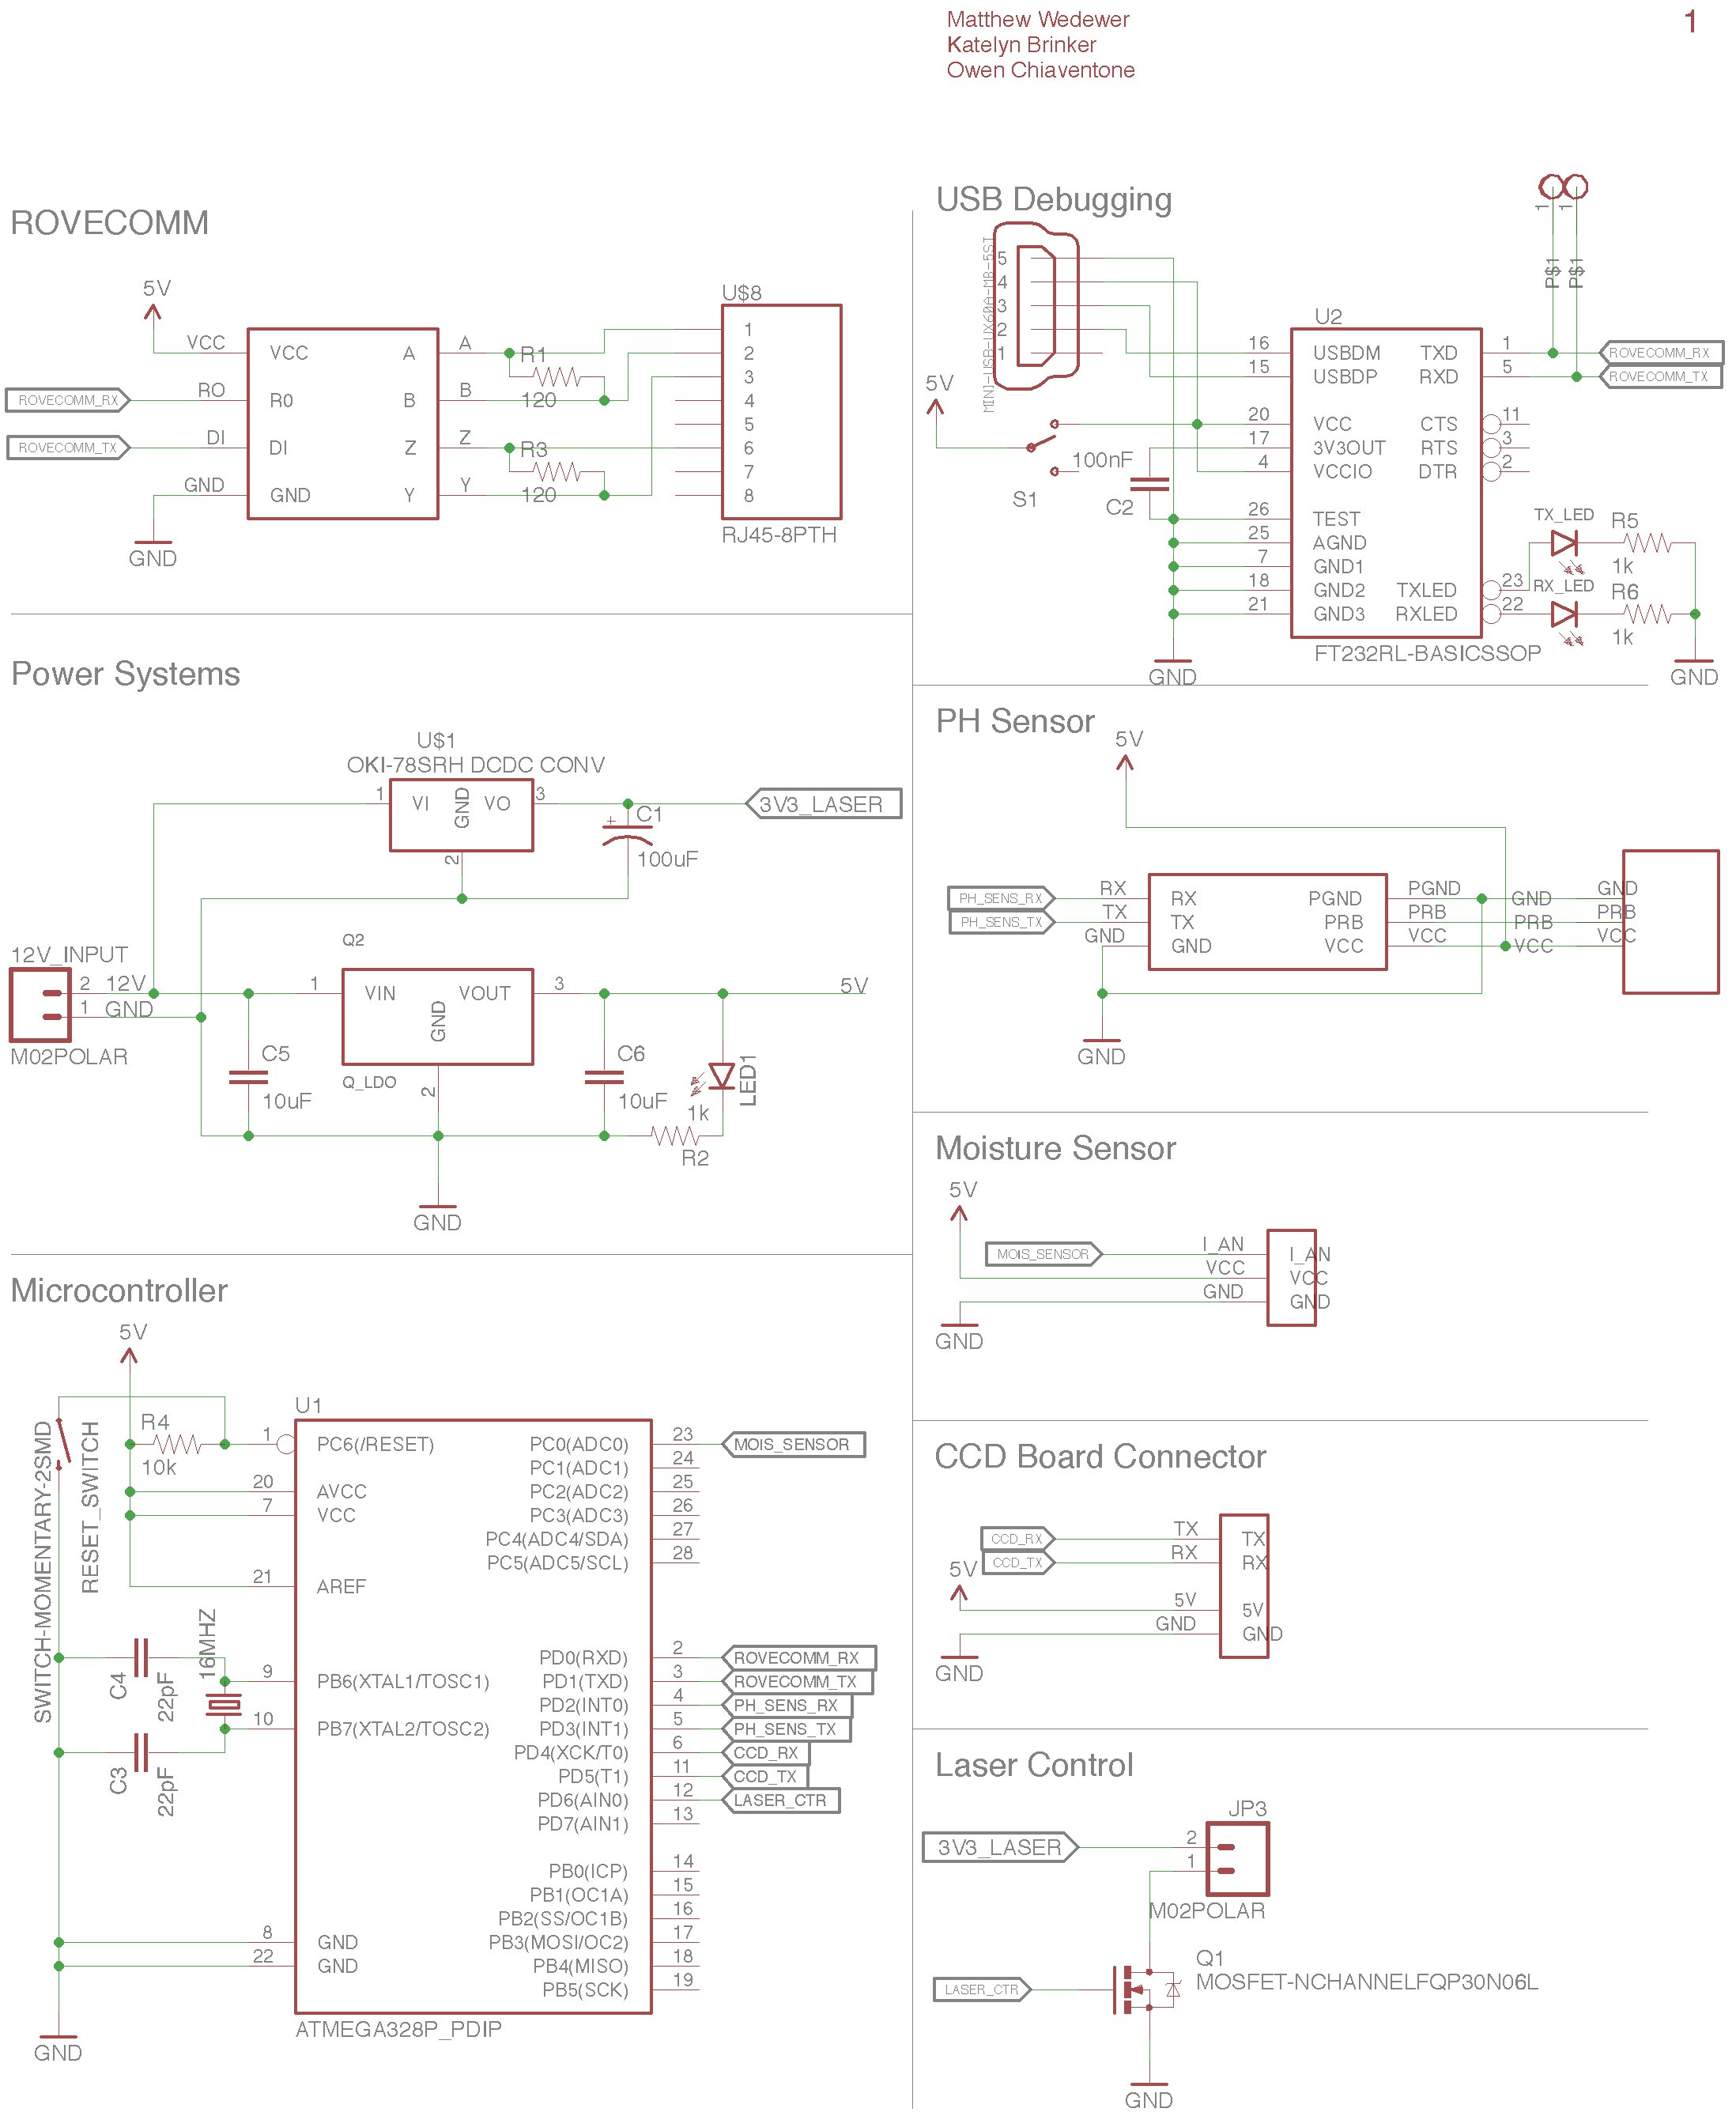 Matthew Wedewer
Katelyn Brinker
Owen Chiaventone
1
ROVECOMM
5V
VCC
RO
DI
GND
ROVECOMM_RX
ROVECOMM_TX
GND
VCC
R0
DI
GND
A
B
Z
Y
A
B
Z
Y
R1
120
R3
120
U$8
1
2
3
4
5
6
7
8
RJ45-8PTH
USB Debugging
MINI-USB-UX60A-MB-5ST
5
4
3
2
1
5V
S1
100nF
C2
GND
U2
16
15
20
17
4
26
25
7
18
21
USBDM
USBDP
VCC
3V3OUT
VCCIO
TEST
AGND
GND1
GND2
GND3
TXD
RXD
CTS
RTS
DTR
TXLED
RXLED
1
5
11
3
2
23
22
FT232RL-BASICSSOP
1
1
P$1
P$1
ROVECOMM_RX
ROVECOMM_TX
TX_LED
R5
1k
RX_LED
R6
1k
GND
Power Systems
U$1
OKI-78SRH DCDC CONV
1
VI
GND
VO
3
2
C1
+
100uF
3V3_LASER
12V_INPUT
2
12V
1
GND
M02POLAR
Q2
1
VIN
VOUT
GND
3
2
Q_LDO
5V
C5
10uF
C6
10uF
LED1
1k
R2
GND
PH Sensor
5V
PH_SENS_RX
PH_SENS_TX
RX
TX
GND
RX
TX
GND
PGND
PRB
VCC
PGND
PRB
VCC
GND
PRB
VCC
GND
PRB
VCC
GND
Moisture Sensor
5V
MOIS_SENSOR
I_AN
VCC
GND
I_AN
VCC
GND
GND
Microcontroller
5V
SWITCH-MOMENTARY-2SMD
RESET_SWITCH
R4
10k
U1
1
20
7
21
9
10
8
22
PC6(/RESET)
AVCC
VCC
AREF
PB6(XTAL1/TOSC1)
PB7(XTAL2/TOSC2)
GND
GND
C4
22pF
16MHZ
C3
22pF
GND
PC0(ADC0)
PC1(ADC1)
PC2(ADC2)
PC3(ADC3)
PC4(ADC4/SDA)
PC5(ADC5/SCL)
PD0(RXD)
PD1(TXD)
PD2(INT0)
PD3(INT1)
PD4(XCK/T0)
PD5(T1)
PD6(AIN0)
PD7(AIN1)
PB0(ICP)
PB1(OC1A)
PB2(SS/OC1B)
PB3(MOSI/OC2)
PB4(MISO)
PB5(SCK)
23
24
25
26
27
28
2
3
4
5
6
11
12
13
14
15
16
17
18
19
MOIS_SENSOR
ROVECOMM_RX
ROVECOMM_TX
PH_SENS_RX
PH_SENS_TX
CCD_RX
CCD_TX
LASER_CTR
ATMEGA328P_PDIP
CCD Board Connector
CCD_RX
CCD_TX
5V
TX
RX
5V
GND
TX
RX
5V
GND
GND
Laser Control
3V3_LASER
JP3
2
1
M02POLAR
LASER_CTR
Q1
MOSFET-NCHANNELFQP30N06L
GND